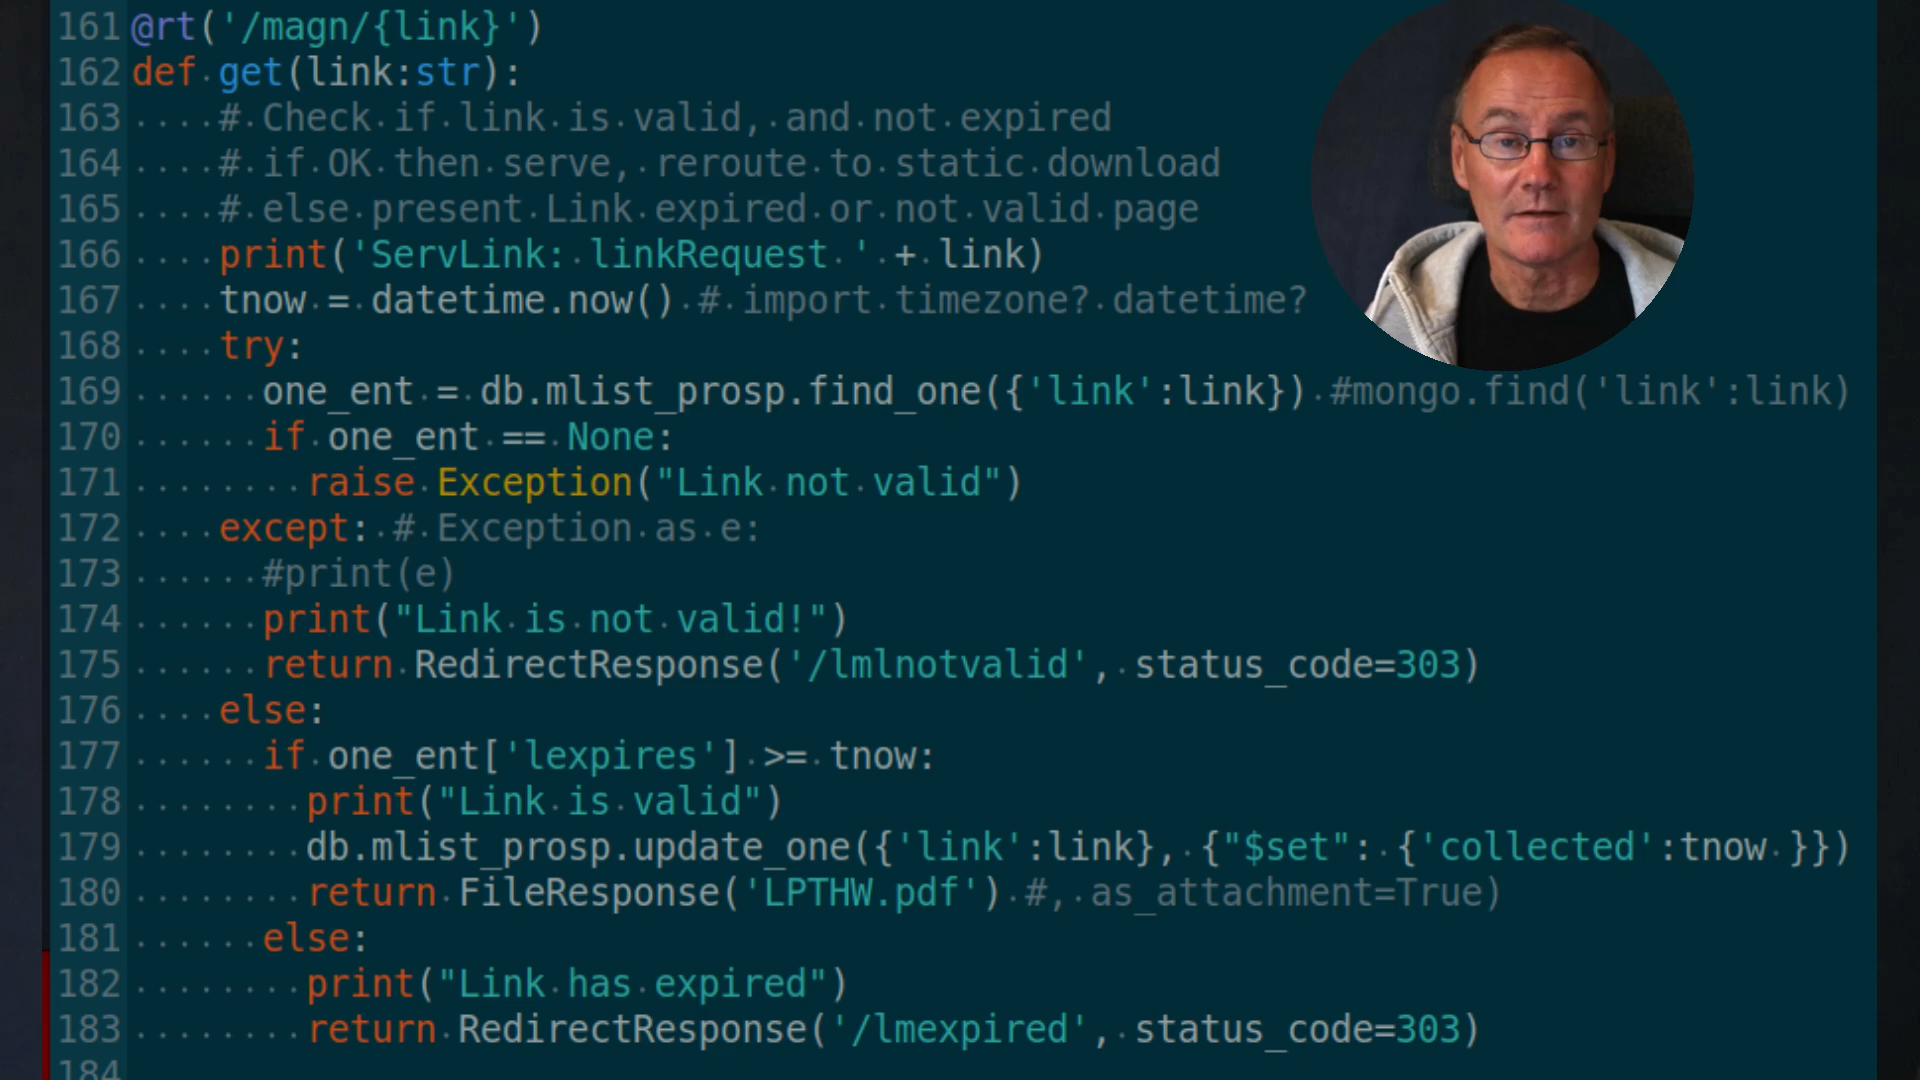 161 @rt('/magn/{link}')
162 def get(link:str):
163     # Check if link is valid, and not expired
164     # if OK then serve, reroute to static download
165     # else present Link expired or not valid page
166     print('ServLink: linkRequest ' + link)
167     tnow = datetime.now() # import timezone? datetime?
168     try:
169       one_ent = db.mlist_prosp.find_one({'link':link}) #mongo.find('link':link)
170       if one_ent == None:
171         raise Exception("Link not valid")
172     except: # Exception as e:
173       #print(e)
174       print("Link is not valid!")
175       return RedirectResponse('/lmlnotvalid', status_code=303)
176     else:
177       if one_ent['lexpires'] >= tnow:
178         print("Link is valid")
179         db.mlist_prosp.update_one({'link':link}, {"$set": {'collected':tnow }})
180         return FileResponse('LPTHW.pdf') #, as_attachment=True)
181       else:
182         print("Link has expired")
183         return RedirectResponse('/lmexpired', status_code=303)
184